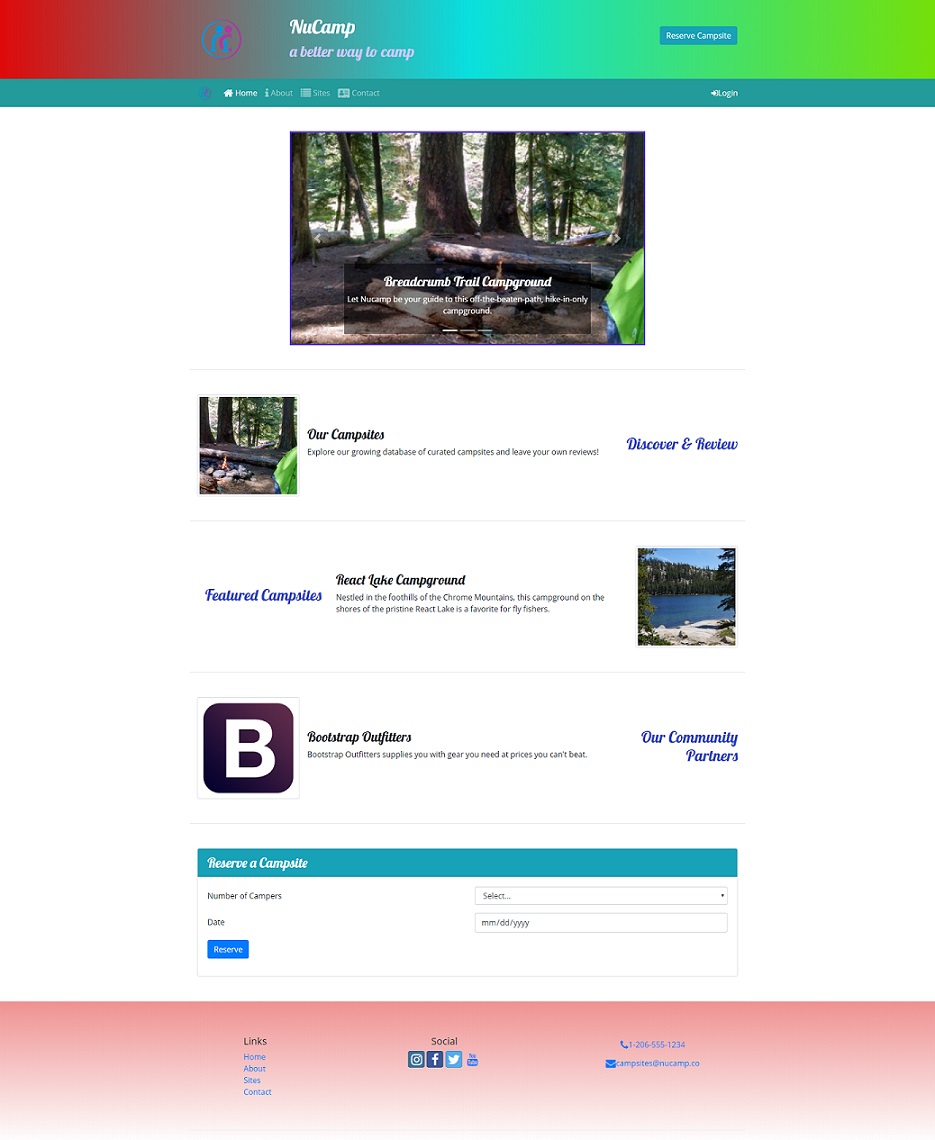 NuCamp
a better way to camp
Reserve Campsite
Home
About
Sites
Contact
Login
Breadcrumb Trail Campground
Let Nucamp be your guide to this off-the-beaten-path, hike-in-only
campground.
Our Campsites
Explore our growing database of curated campsites and leave your own reviews!
Discover & Review
Featured Campsites
React Lake Campground
Nestled in the foothills of the Chrome Mountains, this campground on the
shores of the pristine React Lake is a favorite for fly fishers.
B
Bootstrap Outfitters
Bootstrap Outfitters supplies you with gear you need at prices you can't beat.
Our Community
Partners
Reserve a Campsite
Number of Campers
Select...
Date
mm/dd/yyyy
Reserve
Links
Home
About
Sites
Contact
Social
You
Tube
1-206-555-1234
campsites@nucamp.co